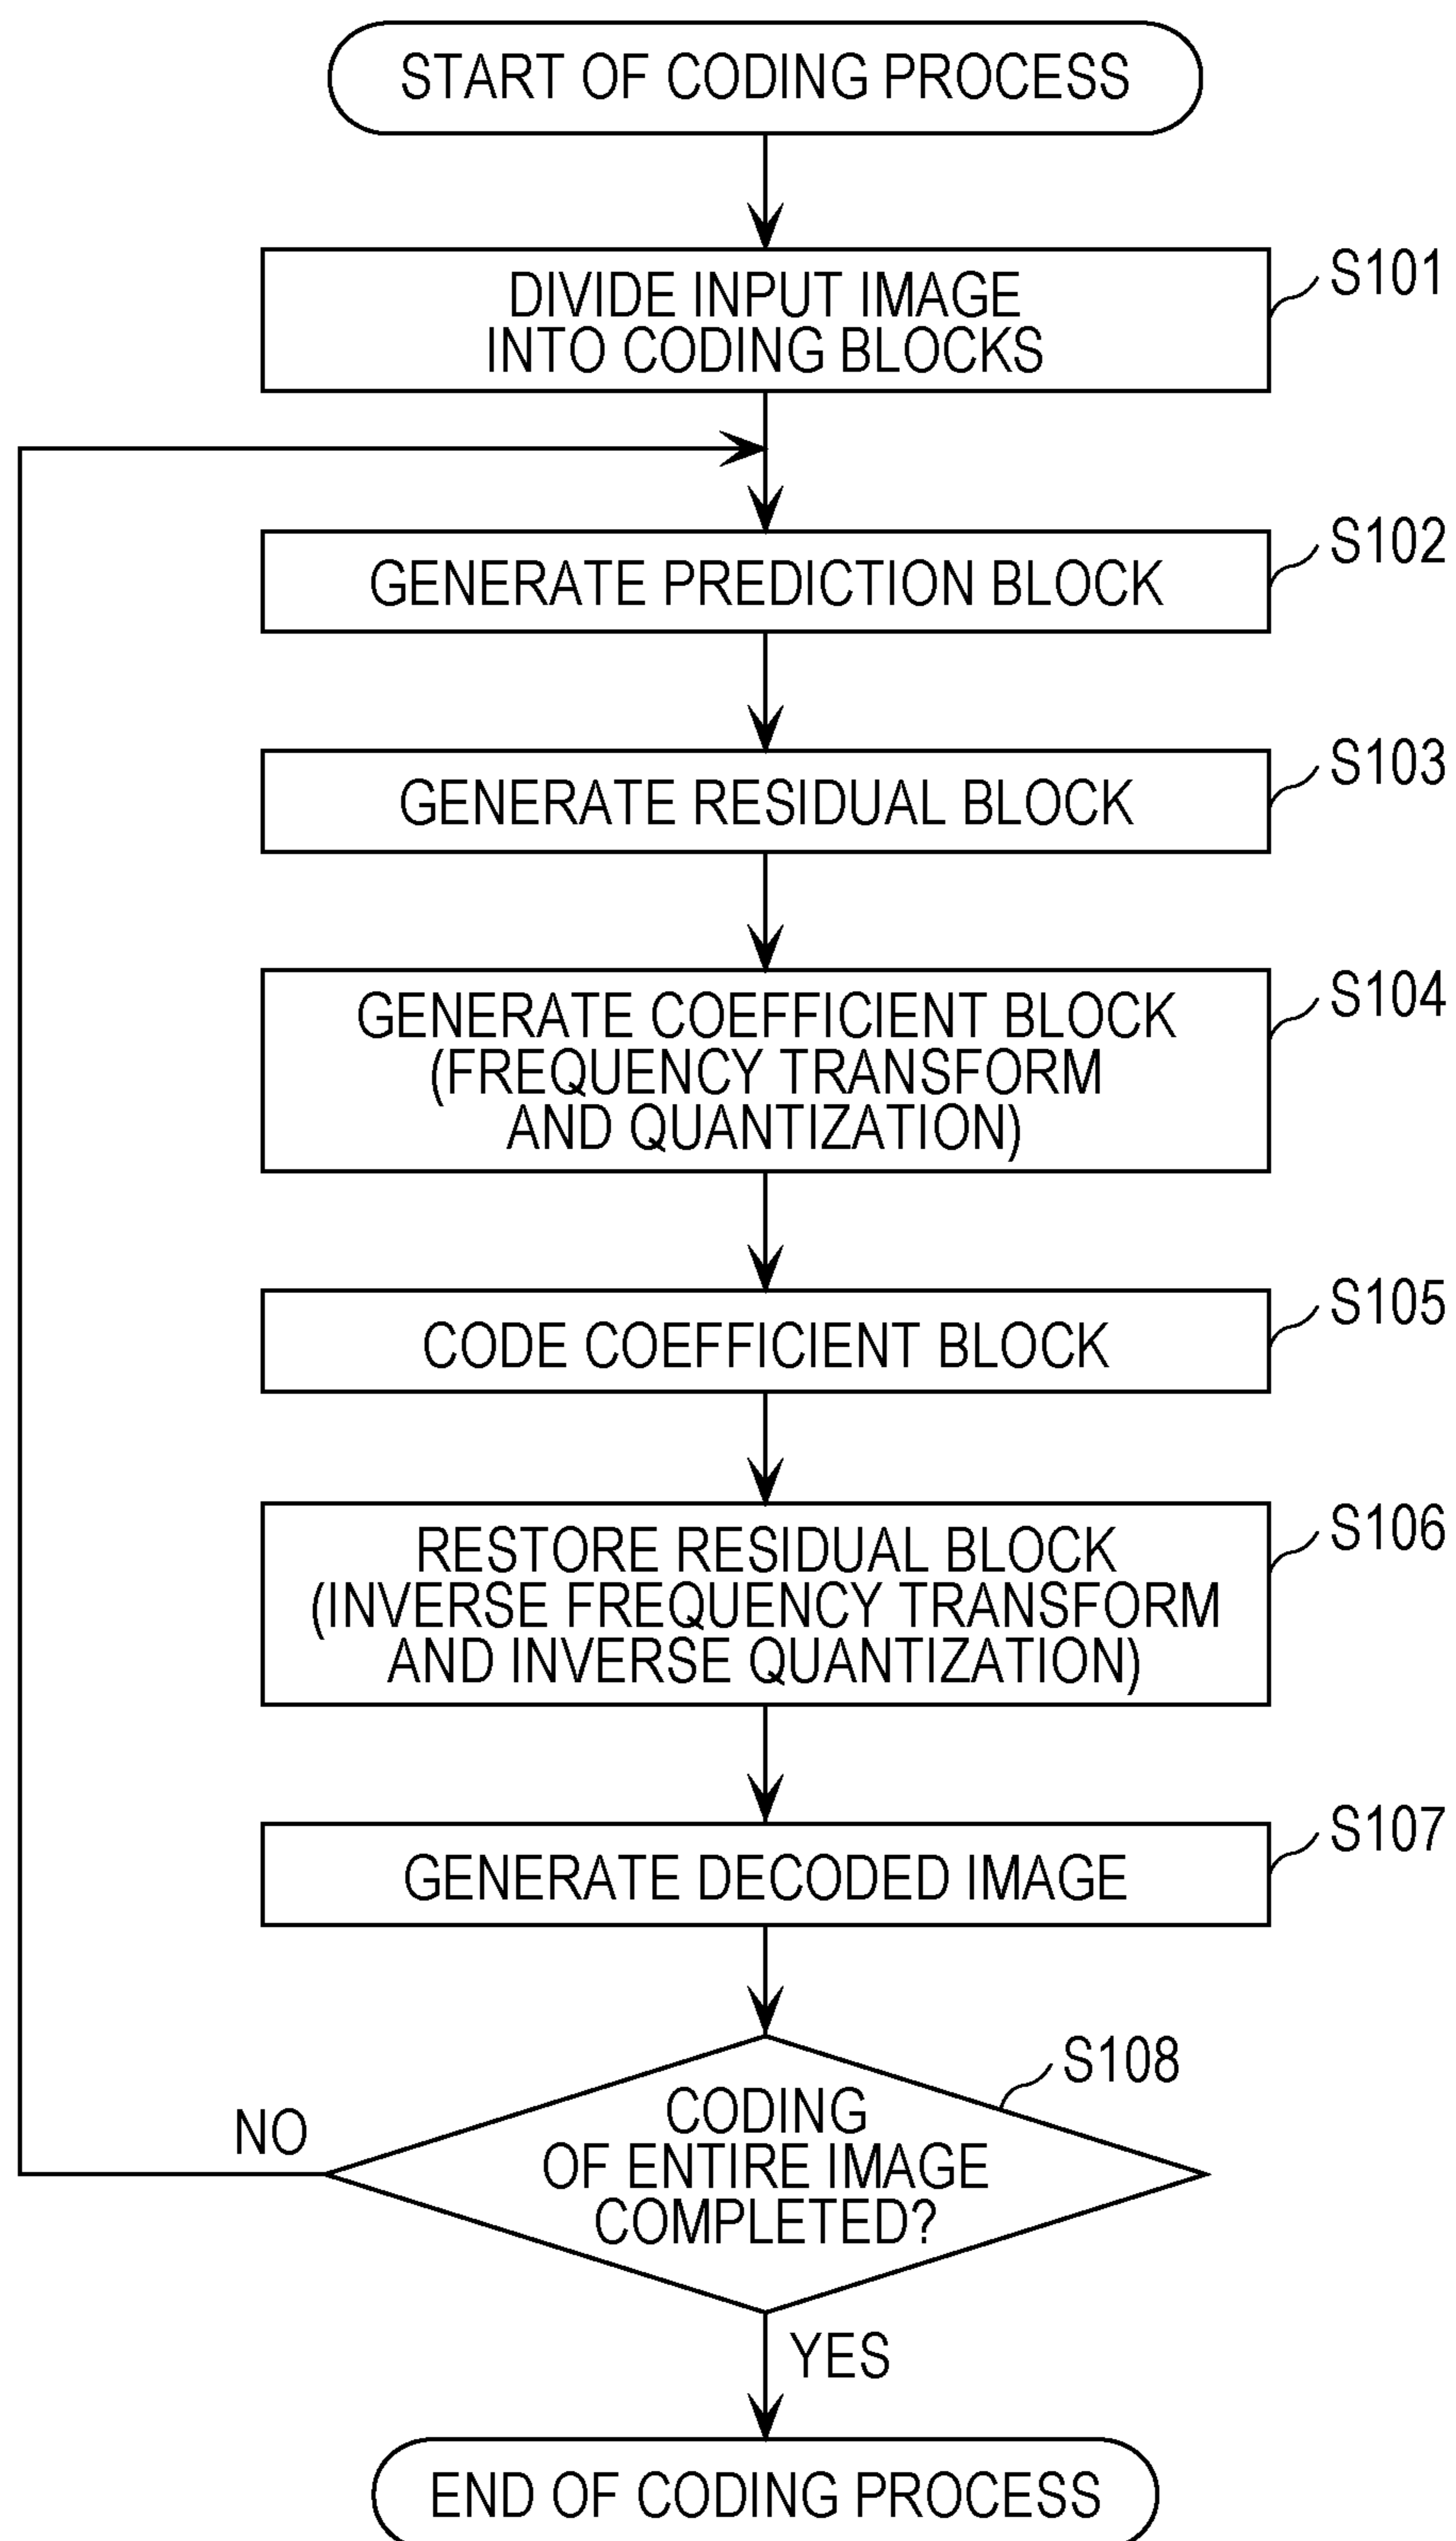 START OF CODING PROCESS
DIVIDE INPUT IMAGE
INTO CODING BLOCKS
S101
GENERATE PREDICTION BLOCK
S102
GENERATE RESIDUAL BLOCK
S103
GENERATE COEFFICIENT BLOCK
(FREQUENCY TRANSFORM
AND QUANTIZATION)
S104
CODE COEFFICIENT BLOCK
S105
RESTORE RESIDUAL BLOCK
(INVERSE FREQUENCY TRANSFORM
AND INVERSE QUANTIZATION)
S106
GENERATE DECODED IMAGE
S107
S108
CODING
OF ENTIRE IMAGE
COMPLETED?
NO
YES
END OF CODING PROCESS